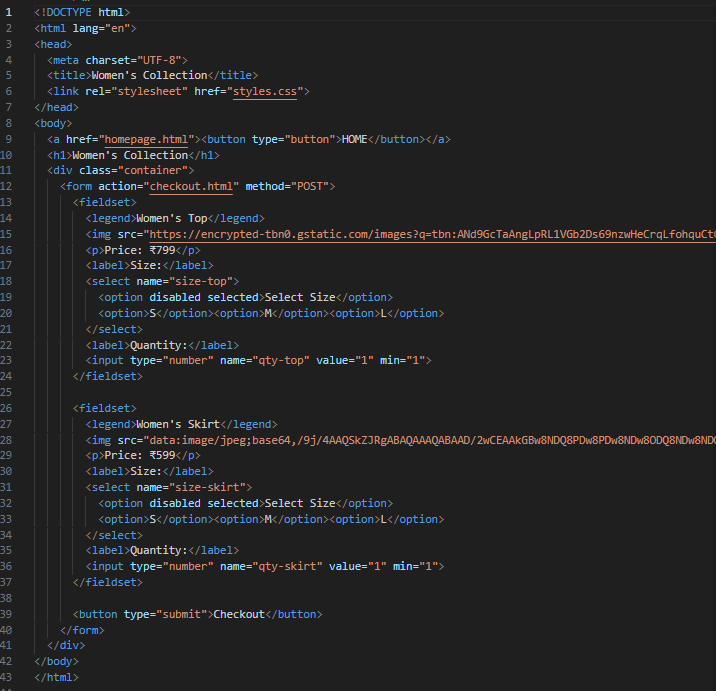 1 <!DOCTYPE html>
2 <html lang="en">
3 <head>
4 <meta charset="UTF-8">
5 <title>Women's Collection</title>
6 <link rel="stylesheet" href="styles.css">
7 </head>
8 <body>
9 <a href="homepage.html"><button type="button">HOME</button></a>
10 <h1>Women's Collection</h1>
11 <div class="container">
12 <form action="checkout.html" method="POST">
13 <fieldset>
14 <legend>Women's Top</legend>
15 <img src="https://encrypted-tbn0.gstatic.com/images?q=tbn:ANd9GcTaAngLpRL1VGb2Ds69nzwHeCrqLfohquCt
16 <p>Price: ₹799</p>
17 <label>Size:</label>
18 <select name="size-top">
19 <option disabled selected>Select Size</option>
20 <option>S</option><option>M</option><option>L</option>
21 </select>
22 <label>Quantity:</label>
23 <input type="number" name="qty-top" value="1" min="1">
24 </fieldset>
25
26 <fieldset>
27 <legend>Women's Skirt</legend>
28 <img src="data:image/jpeg;base64,/9j/4AAQSkZJRgABAQAAAQABAAD/2wCEAAkGBw8NDQ8PDw8PDw8NDw8ODQ8NDw8ND
29 <p>Price: ₹599</p>
30 <label>Size:</label>
31 <select name="size-skirt">
32 <option disabled selected>Select Size</option>
33 <option>S</option><option>M</option><option>L</option>
34 </select>
35 <label>Quantity:</label>
36 <input type="number" name="qty-skirt" value="1" min="1">
37 </fieldset>
38
39 <button type="submit">Checkout</button>
40 </form>
41 </div>
42 </body>
43 </html>